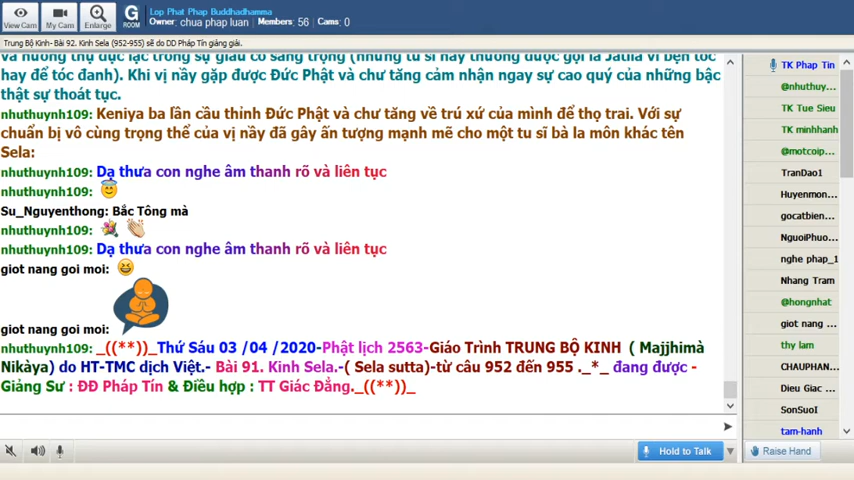 Lop Phat Phap Buddhadhamma
Owner: chua phap luan Members: 56 Cams: 0
View Cam My Cam Enlarge G ROOM
Trung Bộ Kinh- Bài 92. Kinh Sela (952-955) sẽ do DD Pháp Tín giảng giải.
và hưởng thụ dục lạc trong sự giàu có sang trọng (những tu sĩ này thường được gọi là Jatila vì bện tóc
hay để tóc đanh). Khi vị nầy gặp được Đức Phật và chư tăng cảm nhận ngay sự cao quý của những bậc
thật sự thoát tục.
nhuthuynh109: Keniya ba lần cầu thỉnh Đức Phật và chư tăng về trú xứ của mình để thọ trai. Với sự
chuẩn bị vô cùng trọng thể của vị nầy đã gây ấn tượng mạnh mẽ cho một tu sĩ bà la môn khác tên
Sela:
nhuthuynh109: Dạ thưa con nghe âm thanh rõ và liên tục
nhuthuynh109:
Su_Nguyenthong: Bắc Tông mà
nhuthuynh109:
nhuthuynh109: Dạ thưa con nghe âm thanh rõ và liên tục
giot nang goi moi:
giot nang goi moi:
nhuthuynh109: _((**))_Thứ Sáu 03 /04 /2020-Phật lịch 2563-Giáo Trình TRUNG BỘ KINH ( Majjhimà
Nikàya) do HT-TMC dịch Việt.- Bài 91. Kinh Sela.-( Sela sutta)-từ câu 952 đến 955 ._*_ đang được -
Giảng Sư : ĐĐ Pháp Tín & Điều hợp : TT Giác Đẳng._((**))_
Hold to Talk
TK Phap Tin
@nhuthuy...
TK Tue Sieu
TK minhhanh
@motcoip...
TranDao1
Huyenmon...
gocatbien...
NguoiPhuo...
nghe phap_1
Nhang Tram
@hongnhat
giot nang ...
thy lam
CHAUPHAN...
Dieu Giac ...
SonSuoI
tam-hanh
Raise Hand